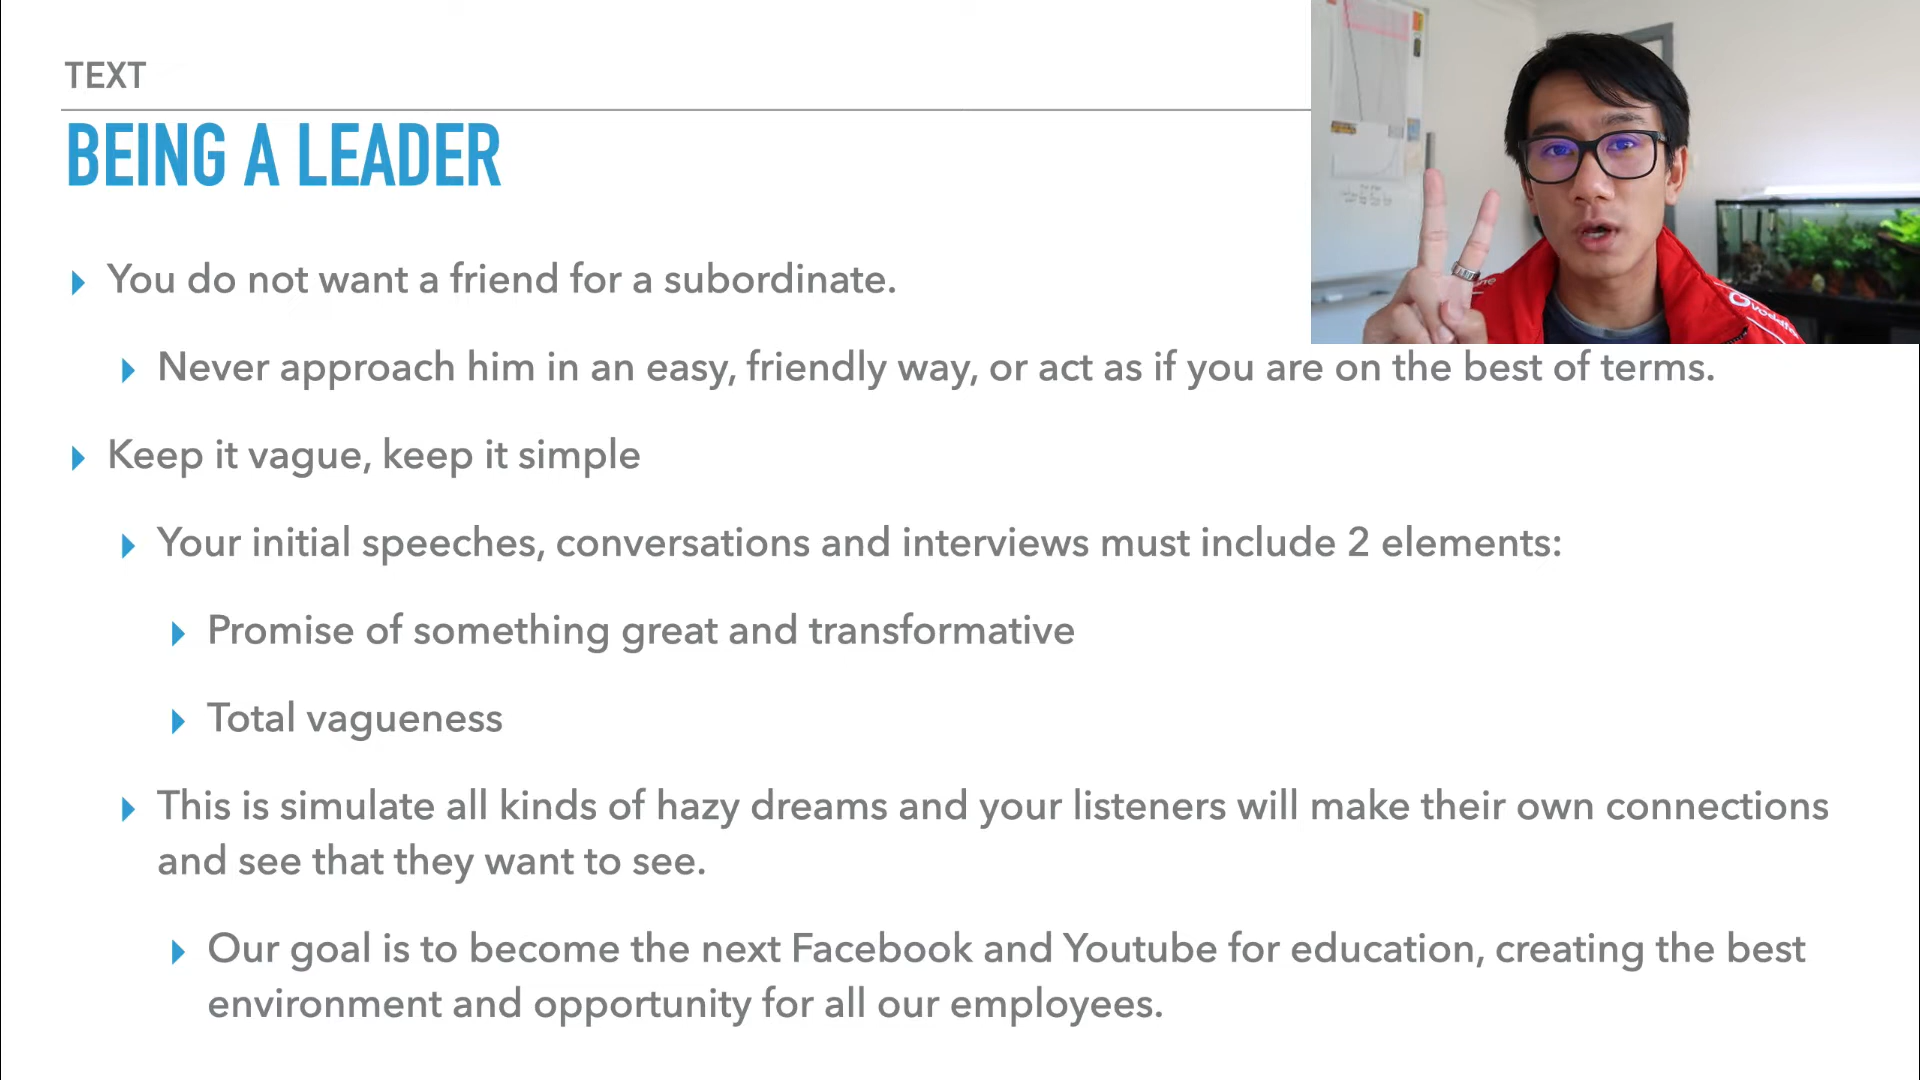 TEXT
BEING A LEADER
You do not want a friend for a subordinate.
Never approach him in an easy, friendly way, or act as if you are on the best of terms.
Keep it vague, keep it simple
Your initial speeches, conversations and interviews must include 2 elements:
Promise of something great and transformative
Total vagueness
This is simulate all kinds of hazy dreams and your listeners will make their own connections
and see that they want to see.
Our goal is to become the next Facebook and Youtube for education, creating the best
environment and opportunity for all our employees.